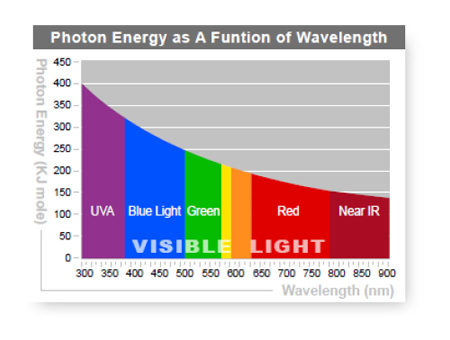 Photon Energy as A Funtion of Wavelength
Photon Energy (KJ mole)
450
400
350
300
250
200
150
100
50
0
UVA Blue Light Green Red Near IR
VISIBLE LIGHT
300 350 400 450 500 550 600 650 700 750 800 850 900
Wavelength (nm)